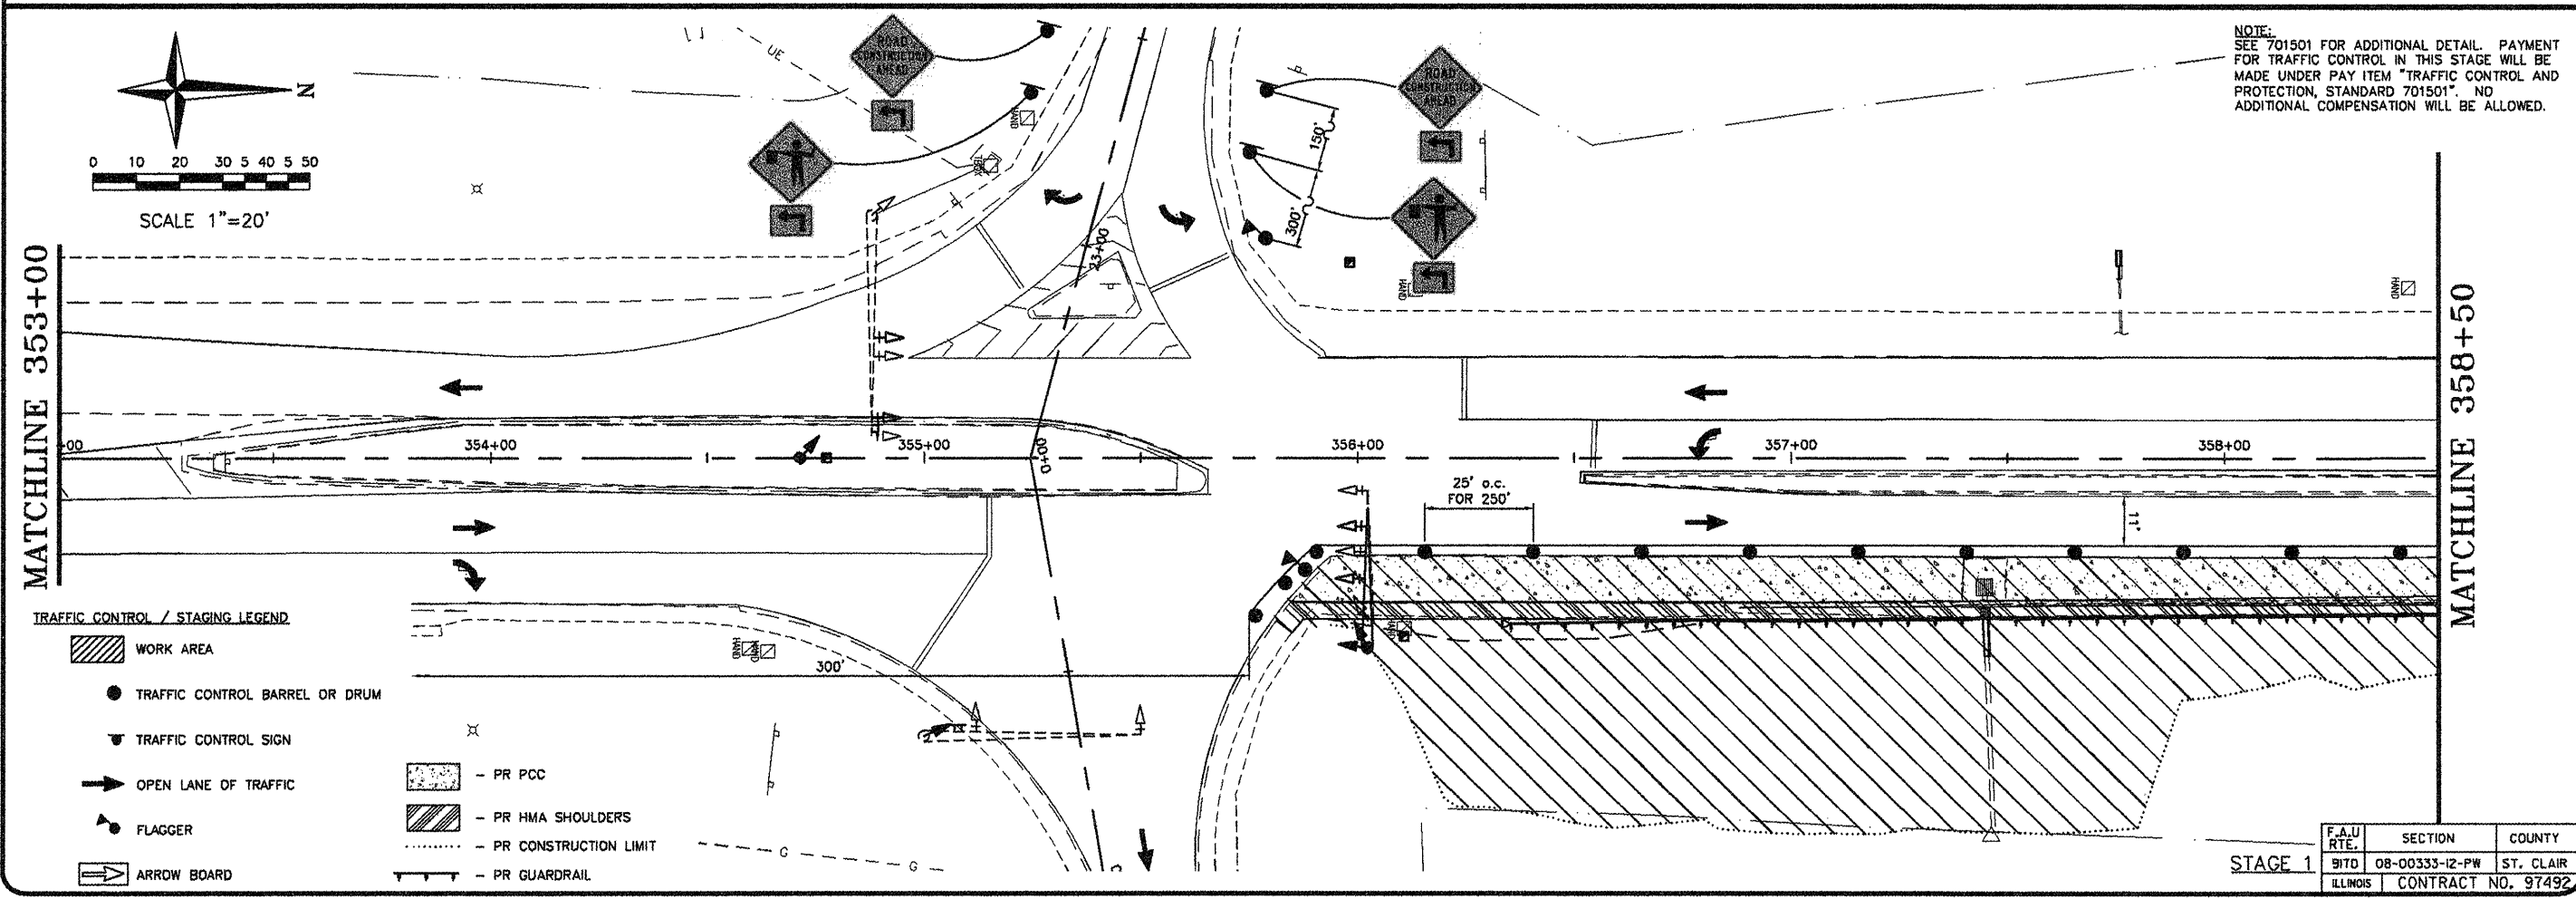 NOTE:
SEE 701501 FOR ADDITIONAL DETAIL. PAYMENT
FOR TRAFFIC CONTROL IN THIS STAGE WILL BE
MADE UNDER PAY ITEM "TRAFFIC CONTROL AND
PROTECTION, STANDARD 701501". NO
ADDITIONAL COMPENSATION WILL BE ALLOWED.
N
0 10 20 30 5 40 5 50
SCALE 1"=20'
UE
ROAD
CONSTRUCTION
AHEAD
ROAD
CONSTRUCTION
AHEAD
HAND
150'
300'
23+00
HAND
HAND
MATCHLINE 353+00
MATCHLINE 358+50
+00
354+00
355+00
0+00
356+00
357+00
358+00
25' o.c.
FOR 250'
11'
HAND
HAND
HAND
300'
TRAFFIC CONTROL / STAGING LEGEND
WORK AREA
TRAFFIC CONTROL BARREL OR DRUM
TRAFFIC CONTROL SIGN
OPEN LANE OF TRAFFIC
FLAGGER
ARROW BOARD
- PR PCC
- PR HMA SHOULDERS
- PR CONSTRUCTION LIMIT
- PR GUARDRAIL
G
G
STAGE 1
F.A.U
RTE. SECTION COUNTY
9170 08-00333-12-PW ST. CLAIR
ILLINOIS CONTRACT NO. 97492